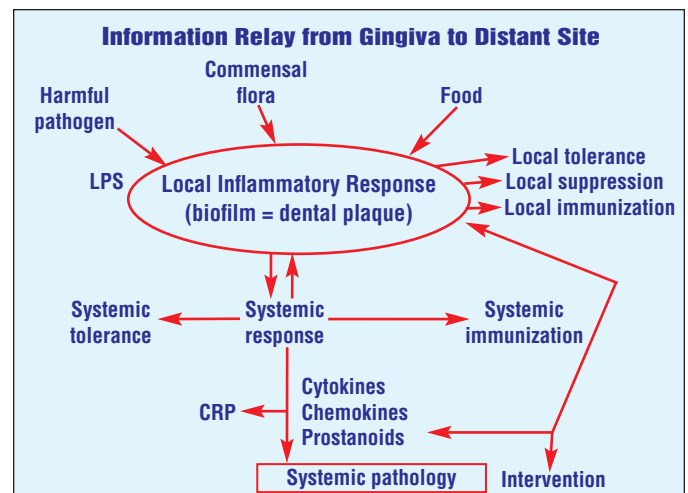 Information Relay from Gingiva to Distant Site
Commensal
flora
Harmful
pathogen
Food
LPS
Local Inflammatory Response
(biofilm = dental plaque)
Local tolerance
Local suppression
Local immunization
Systemic
tolerance
Systemic
response
Systemic
immunization
Cytokines
Chemokines
Prostanoids
CRP
Systemic pathology
Intervention